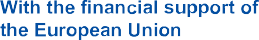 With the financial support of
the European Union